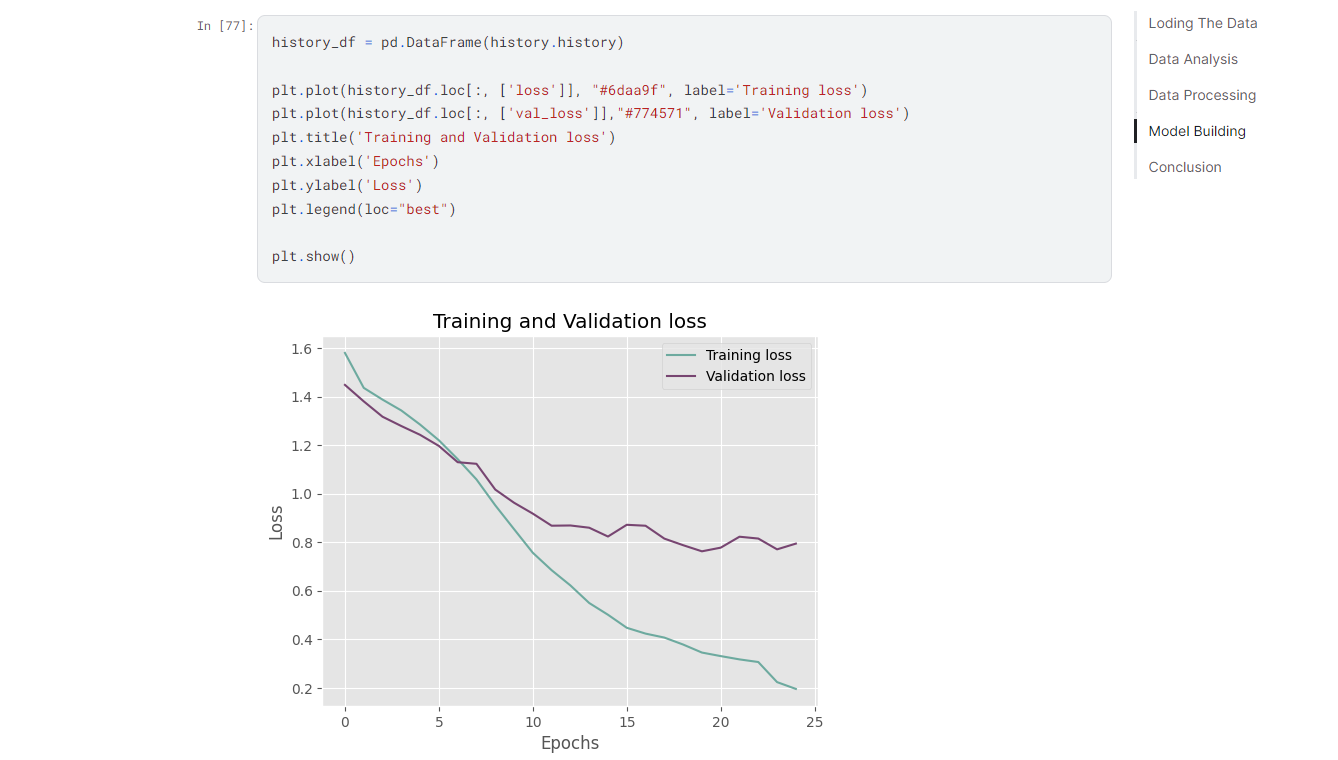 In [77]:
history_df = pd.DataFrame(history.history)
plt.plot(history_df.loc[:, ['loss']], "#6daa9f", label='Training loss')
plt.plot(history_df.loc[:, ['val_loss']],"#774571", label='Validation loss')
plt.title('Training and Validation loss')
plt.xlabel('Epochs')
plt.ylabel('Loss')
plt.legend(loc="best")
plt.show()
Loding The Data
Data Analysis
Data Processing
Model Building
Conclusion
Training and Validation loss
Training loss
Validation loss
1.6
1.4
1.2
1.0
0.8
0.6
0.4
0.2
Loss
0 5 10 15 20 25
Epochs